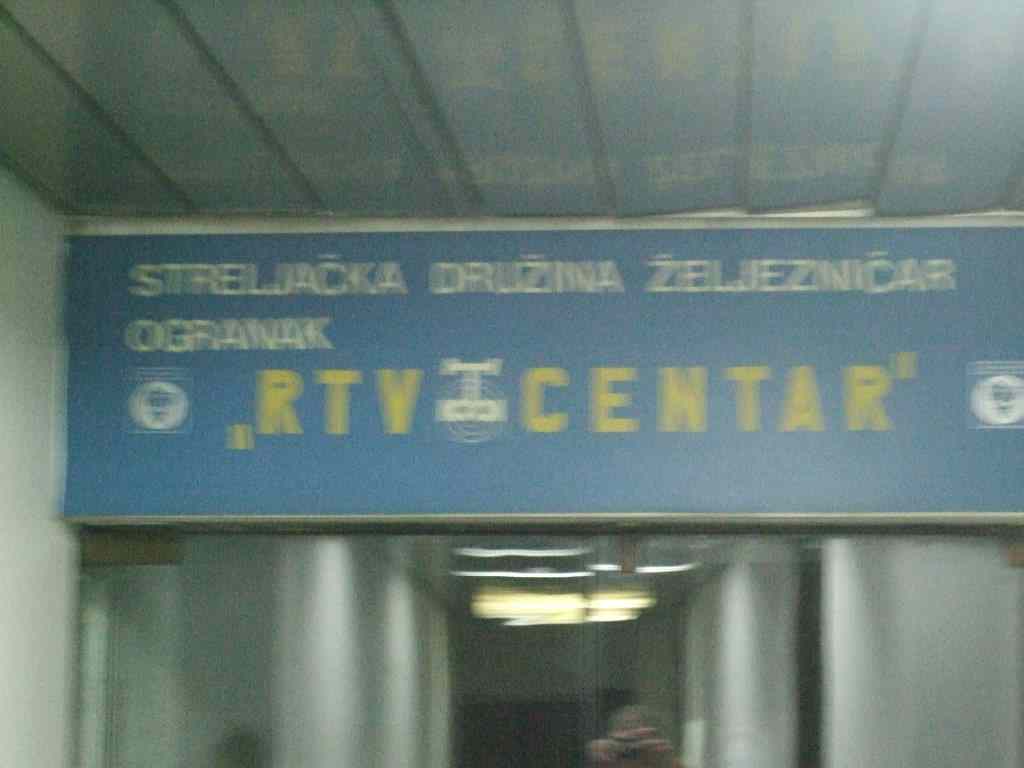 STRELJAČKA DRUŽINA ŽELJEZNIČAR
OGRANAK
„RTV CENTAR"